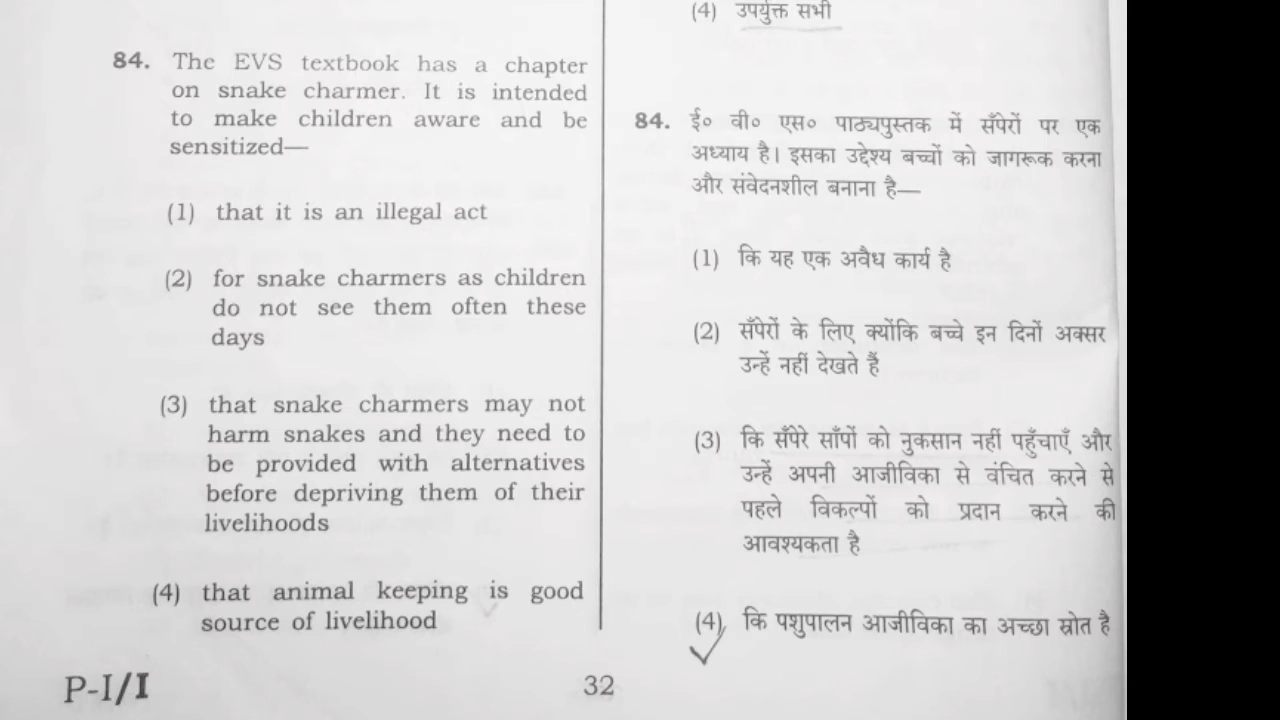 84. The EVS textbook has a chapter
on snake charmer. It is intended
to make children aware and be
sensitized—
(1) that it is an illegal act
(2) for snake charmers as children
do not see them often these
days
(3) that snake charmers may not
harm snakes and they need to
be provided with alternatives
before depriving them of their
livelihoods
(4) that animal keeping is good
source of livelihood
(4) उपर्युक्त सभी
84. ई० वी० एस० पाठ्यपुस्तक में सँपेरों पर एक
अध्याय है। इसका उद्देश्य बच्चों को जागरूक करना
और संवेदनशील बनाना है—
(1) कि यह एक अवैध कार्य है
(2) सँपेरों के लिए क्योंकि बच्चे इन दिनों अक्सर
उन्हें नहीं देखते हैं
(3) कि सँपेरे साँपों को नुकसान नहीं पहुँचाएँ और
उन्हें अपनी आजीविका से वंचित करने से
पहले विकल्पों को प्रदान करने की
आवश्यकता है
(4) कि पशुपालन आजीविका का अच्छा स्रोत है
P-I/I
32